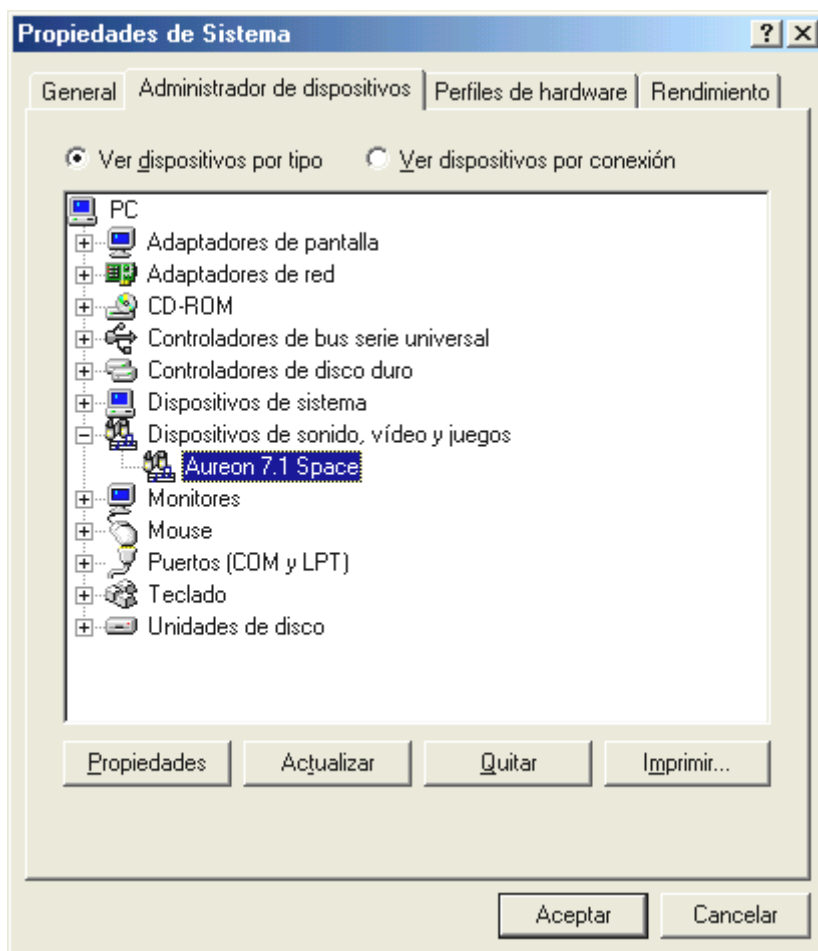 Propiedades de Sistema
General Administrador de dispositivos Perfiles de hardware Rendimiento
Ver dispositivos por tipo Ver dispositivos por conexión
PC
Adaptadores de pantalla
Adaptadores de red
CD-ROM
Controladores de bus serie universal
Controladores de disco duro
Dispositivos de sistema
Dispositivos de sonido, vídeo y juegos
Aureon 7.1 Space
Monitores
Mouse
Puertos (COM y LPT)
Teclado
Unidades de disco
Propiedades Actualizar Quitar Imprimir...
Aceptar Cancelar